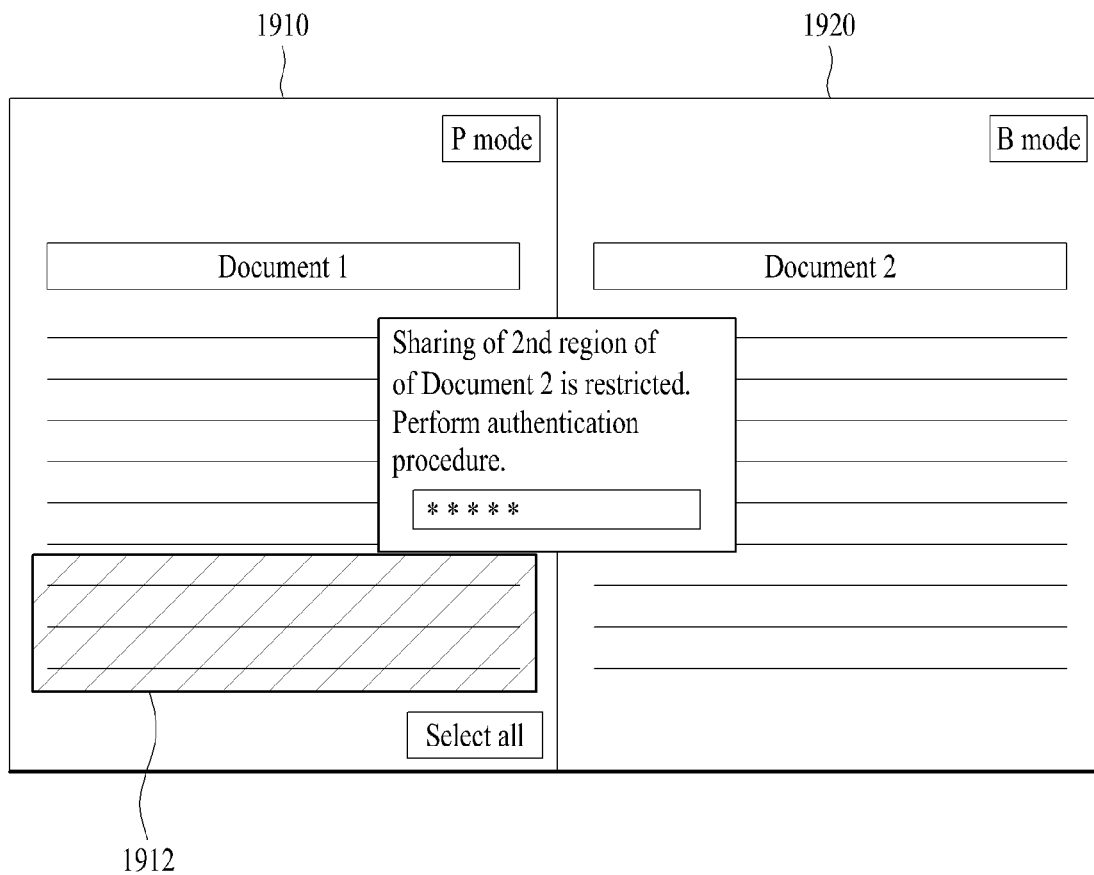 1910
1920
P mode
B mode
Document 1
Document 2
Sharing of 2nd region of
of Document 2 is restricted.
Perform authentication
procedure.
* * * * *
Select all
1912